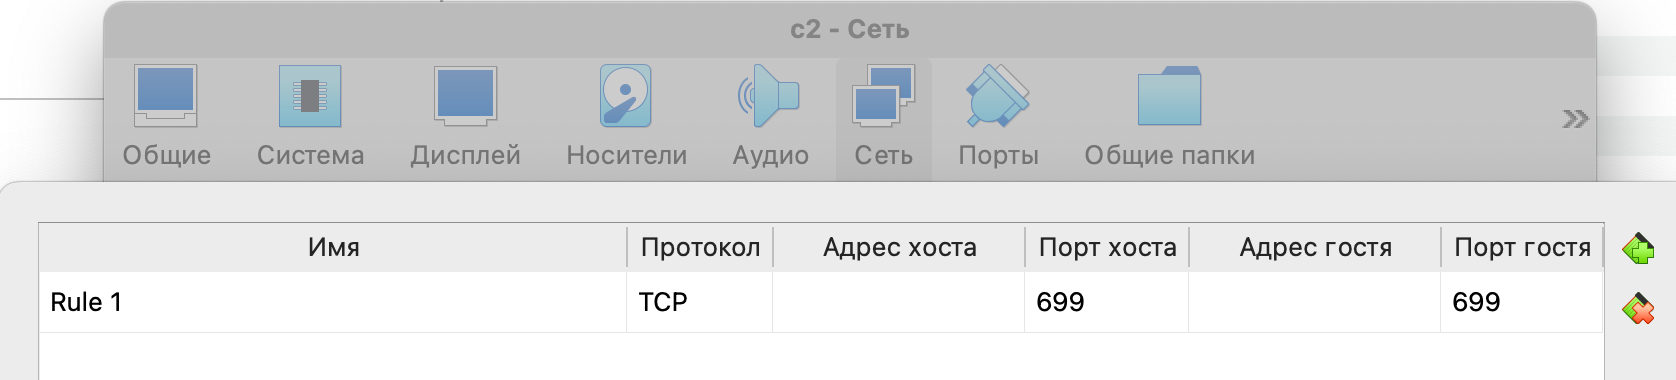 c2 - Сеть
Общие Система Дисплей Носители Аудио Сеть Порты Общие папки
Имя Протокол Адрес хоста Порт хоста Адрес гостя Порт гостя
Rule 1 TCP 699 699